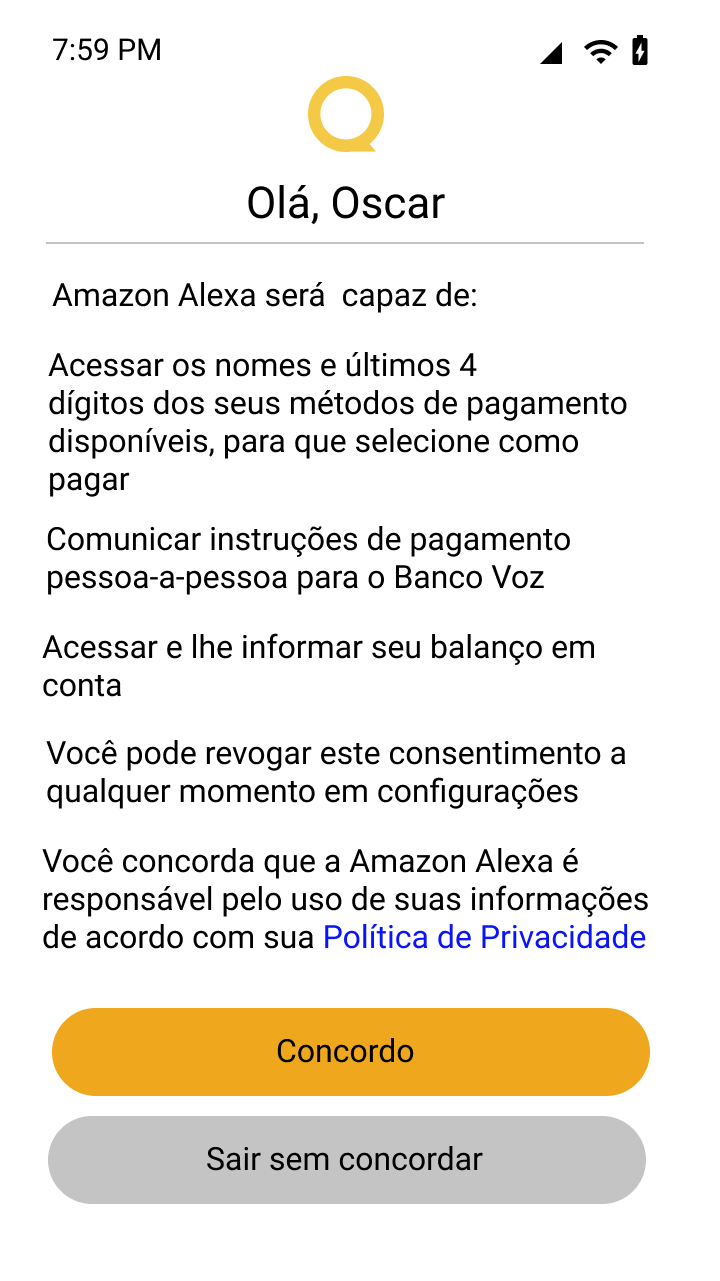 7:59 PM
Olá, Oscar
Amazon Alexa será  capaz de:
Acessar os nomes e últimos 4
dígitos dos seus métodos de pagamento
disponíveis, para que selecione como
pagar
Comunicar instruções de pagamento
pessoa-a-pessoa para o Banco Voz
Acessar e lhe informar seu balanço em
conta
Você pode revogar este consentimento a
qualquer momento em configurações
Você concorda que a Amazon Alexa é
responsável pelo uso de suas informações
de acordo com sua Política de Privacidade
Concordo
Sair sem concordar